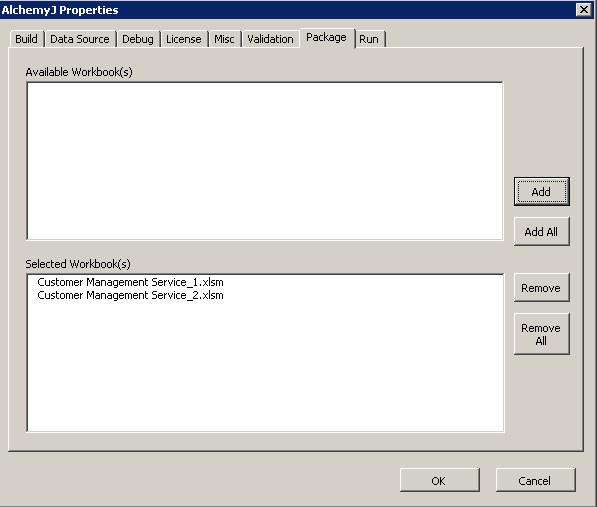 AlchemyJ Properties
Build Data Source Debug License Misc Validation Package Run
Available Workbook(s)
Add
Add All
Selected Workbook(s)
Customer Management Service_1.xlsm
Customer Management Service_2.xlsm
Remove
Remove
All
OK Cancel